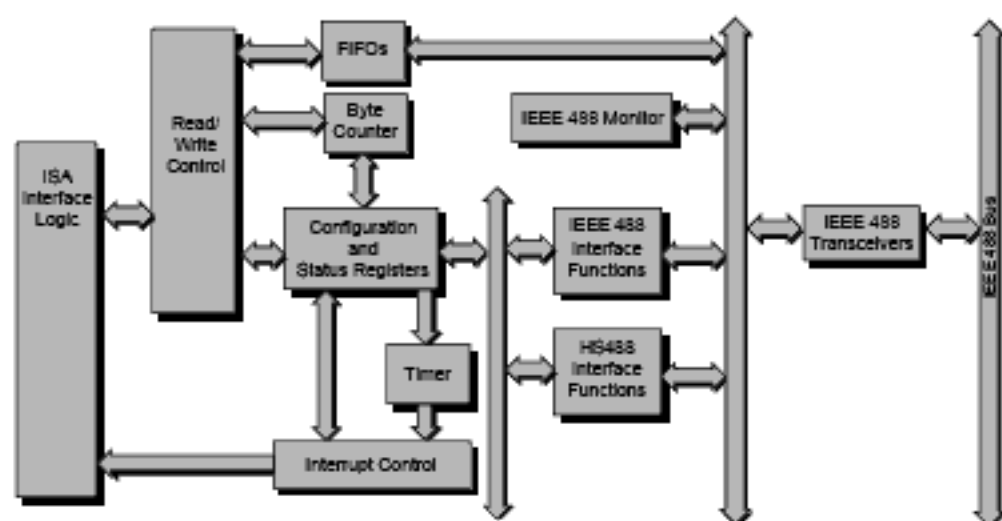 FIFOs
Byte
Counter
IEEE 488 Monitor
Read/
Write
Control
ISA
Interface
Logic
Configuration
and
Status Registers
IEEE 488
Interface
Functions
IEEE 488
Transceivers
IEEE 488 Bus
HS488
Interface
Functions
Timer
Interrupt Control